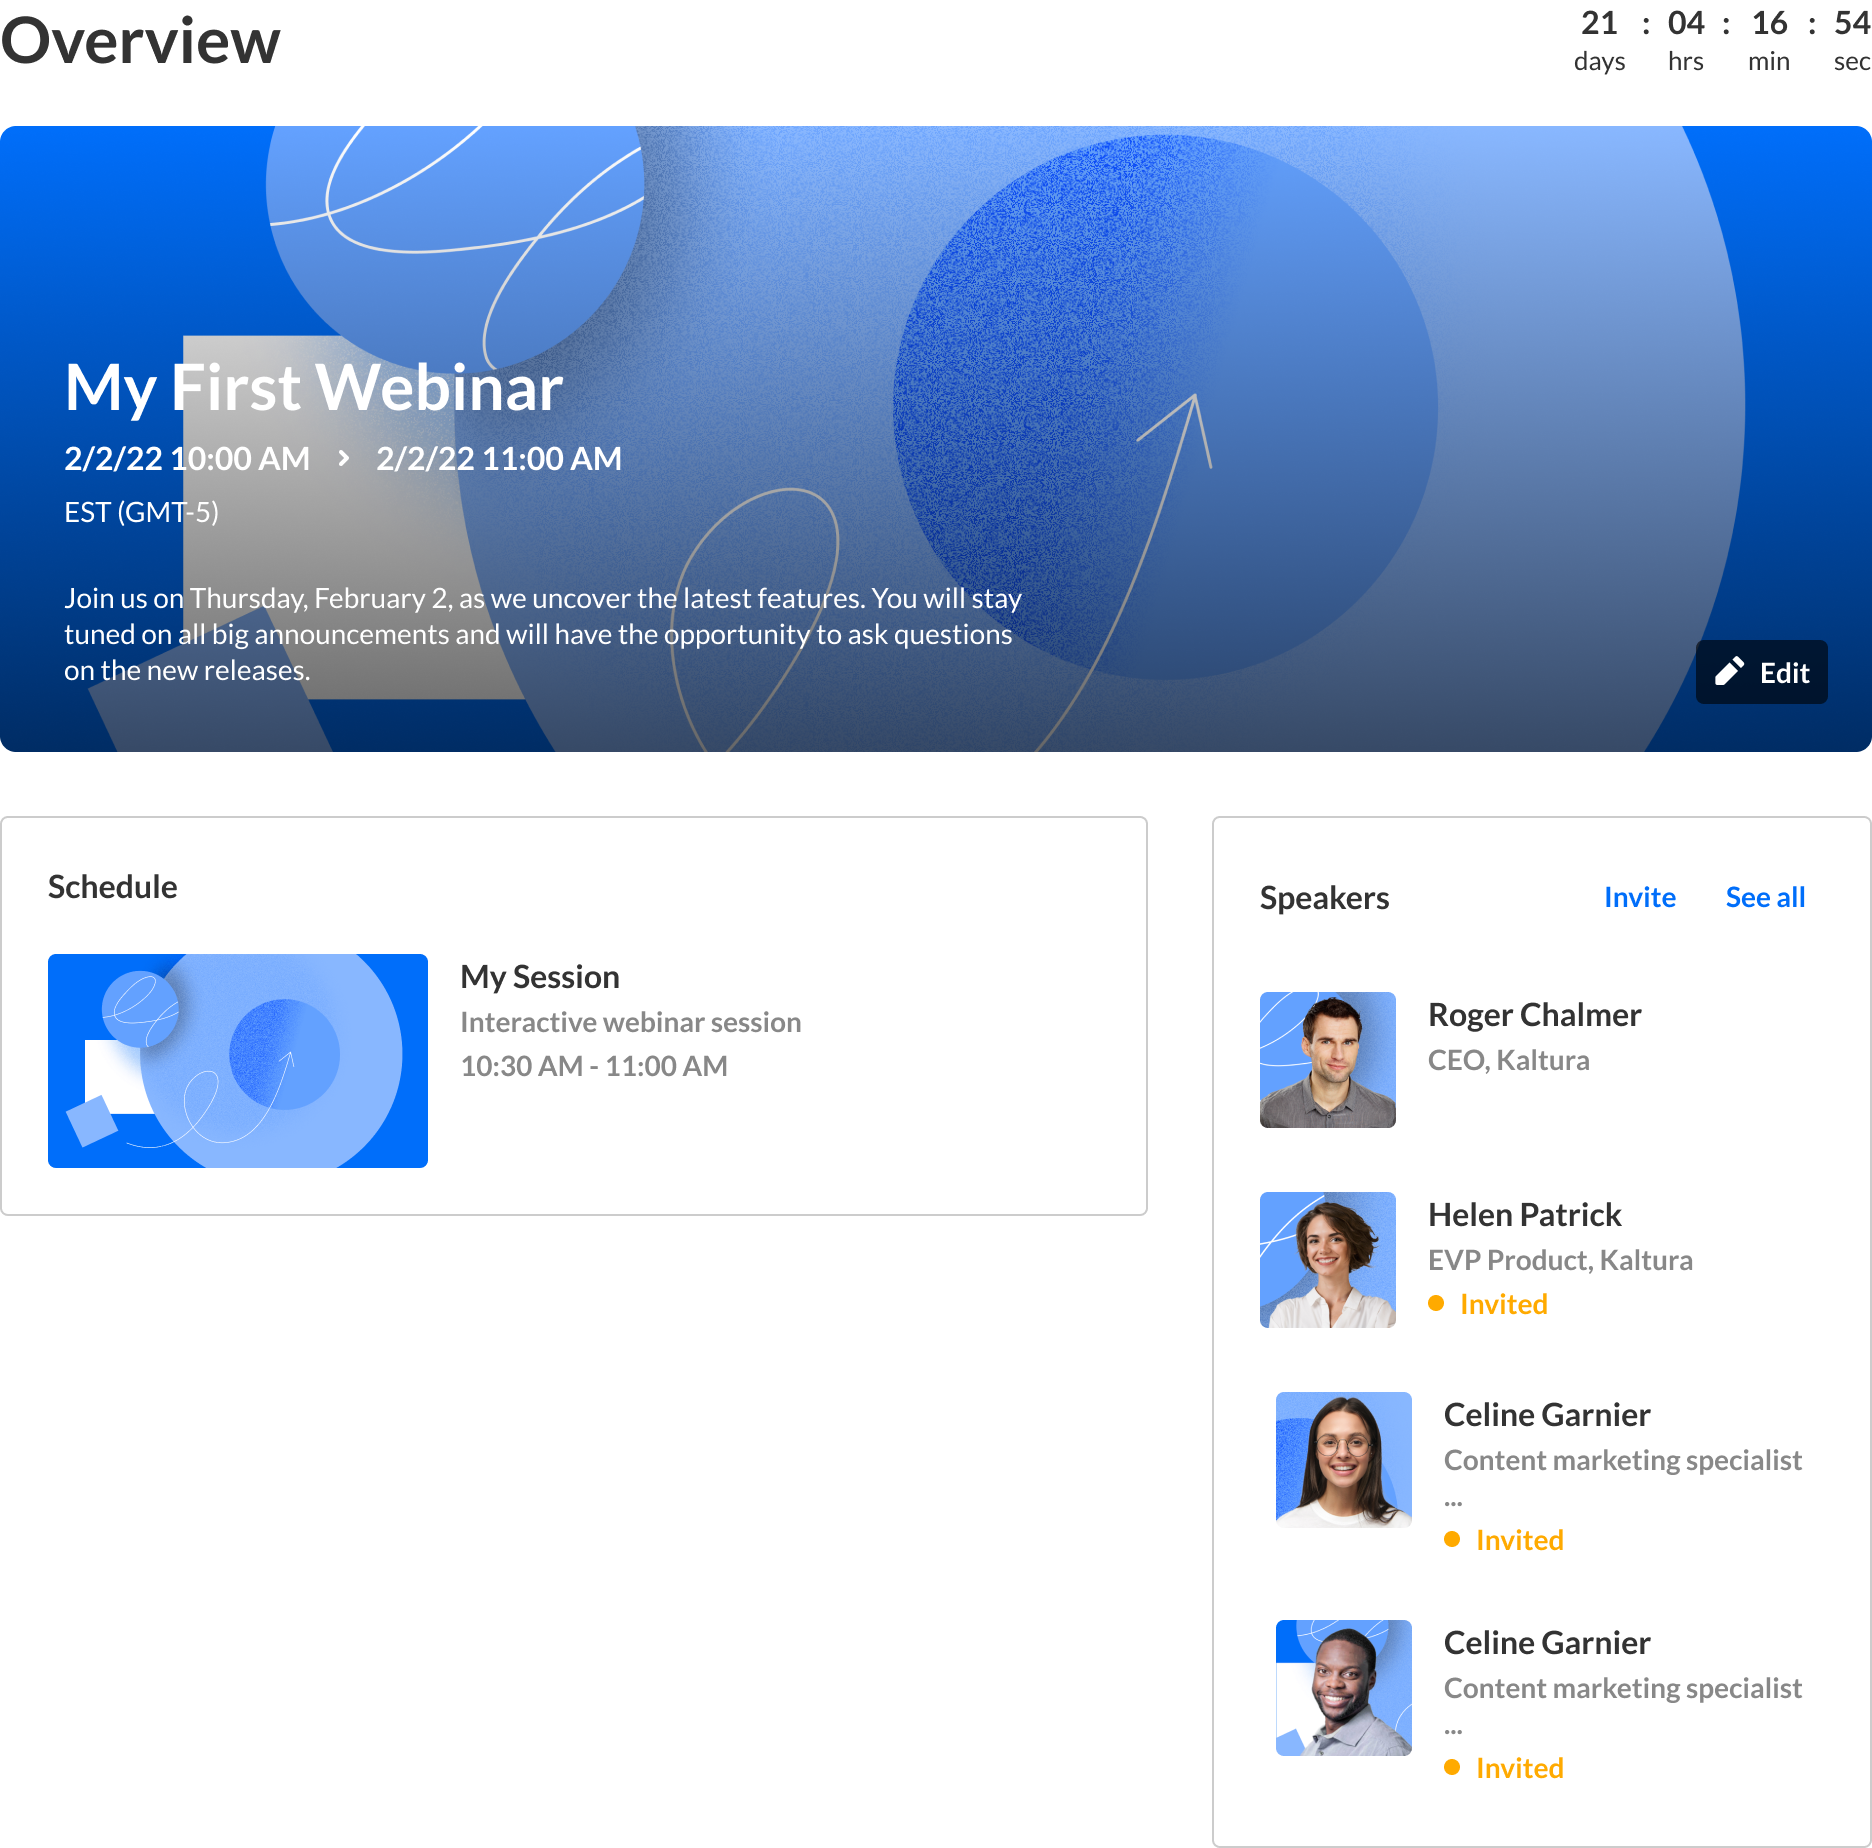 Overview
21 : 04 : 16 : 54
days hrs min sec
My First Webinar
2/2/22 10:00 AM > 2/2/22 11:00 AM
EST (GMT-5)
Join us on Thursday, February 2, as we uncover the latest features. You will stay
tuned on all big announcements and will have the opportunity to ask questions
on the new releases.
Edit
Schedule
My Session
Interactive webinar session
10:30 AM - 11:00 AM
Speakers Invite See all
Roger Chalmer
CEO, Kaltura
Helen Patrick
EVP Product, Kaltura
Invited
Celine Garnier
Content marketing specialist
...
Invited
Celine Garnier
Content marketing specialist
...
Invited